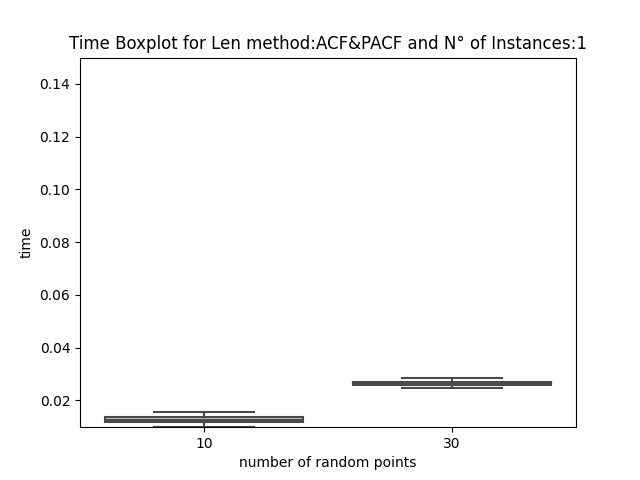 Time Boxplot for Len method:ACF&PACF and N° of Instances:1
0.14
0.12
0.10
0.08
0.06
0.04
0.02
time
10 30
number of random points